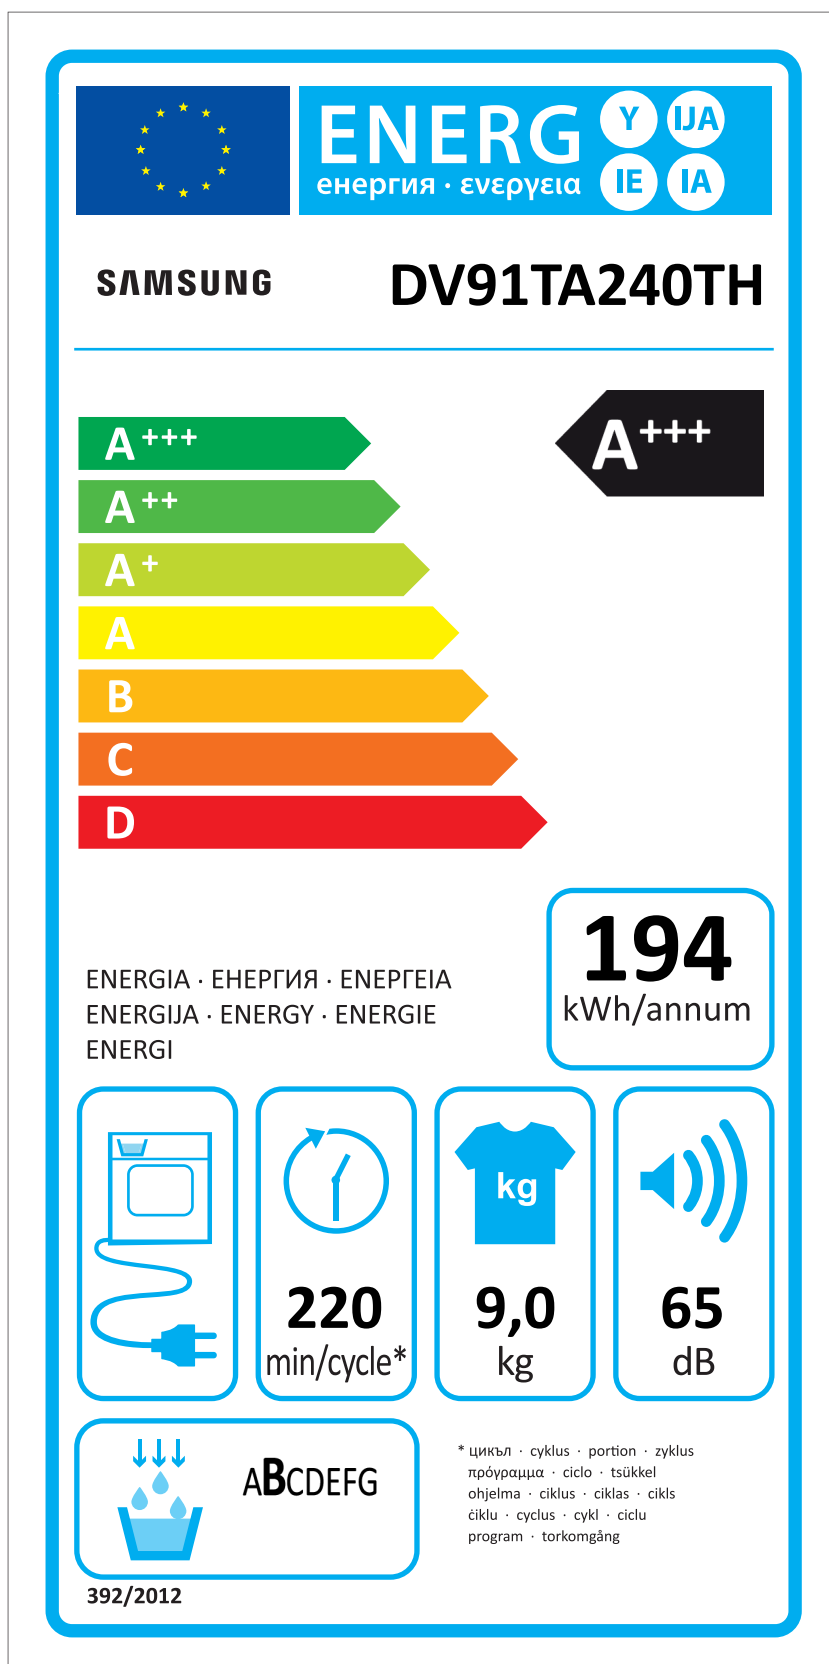 ENERG
Y
IJA
енергия · ενεργεια
IE
IA
SAMSUNG
DV91TA240TH
A+++
A+++
A++
A+
A
B
C
D
194
kWh/annum
ENERGIA · ЕНЕРГИЯ · ΕΝΕΡΓΕΙΑ
ENERGIJA · ENERGY · ENERGIE
ENERGI
kg
220
min/cycle*
9,0
kg
65
dB
ABCDEFG
* цикъл · cyklus · portion · zyklus
πρόγραμμα · ciclo · tsükkel
ohjelma · ciklus · ciklas · cikls
ċiklu · cyclus · cykl · ciclu
program · torkomgång
392/2012